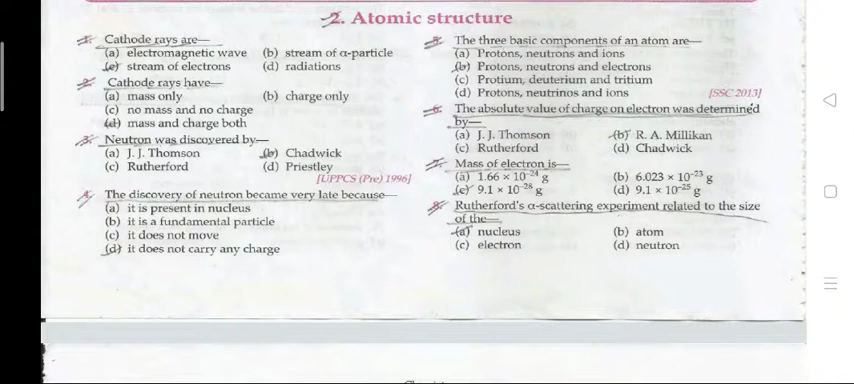 2. Atomic structure
1. Cathode rays are—
(a) electromagnetic wave (b) stream of α-particle
(c) stream of electrons (d) radiations
2. Cathode rays have—
(a) mass only (b) charge only
(c) no mass and no charge
(d) mass and charge both
3. Neutron was discovered by—
(a) J. J. Thomson (b) Chadwick
(c) Rutherford (d) Priestley
[UPPCS (Pre) 1996]
4. The discovery of neutron became very late because—
(a) it is present in nucleus
(b) it is a fundamental particle
(c) it does not move
(d) it does not carry any charge
5. The three basic components of an atom are—
(a) Protons, neutrons and ions
(b) Protons, neutrons and electrons
(c) Protium, deuterium and tritium
(d) Protons, neutrinos and ions [SSC 2013]
6. The absolute value of charge on electron was determined
by—
(a) J. J. Thomson (b) R. A. Millikan
(c) Rutherford (d) Chadwick
7. Mass of electron is—
(a) 1.66 × 10⁻²⁴ g (b) 6.023 × 10⁻²³ g
(c) 9.1 × 10⁻²⁸ g (d) 9.1 × 10⁻²⁵ g
8. Rutherford's α-scattering experiment related to the size
of the—
(a) nucleus (b) atom
(c) electron (d) neutron